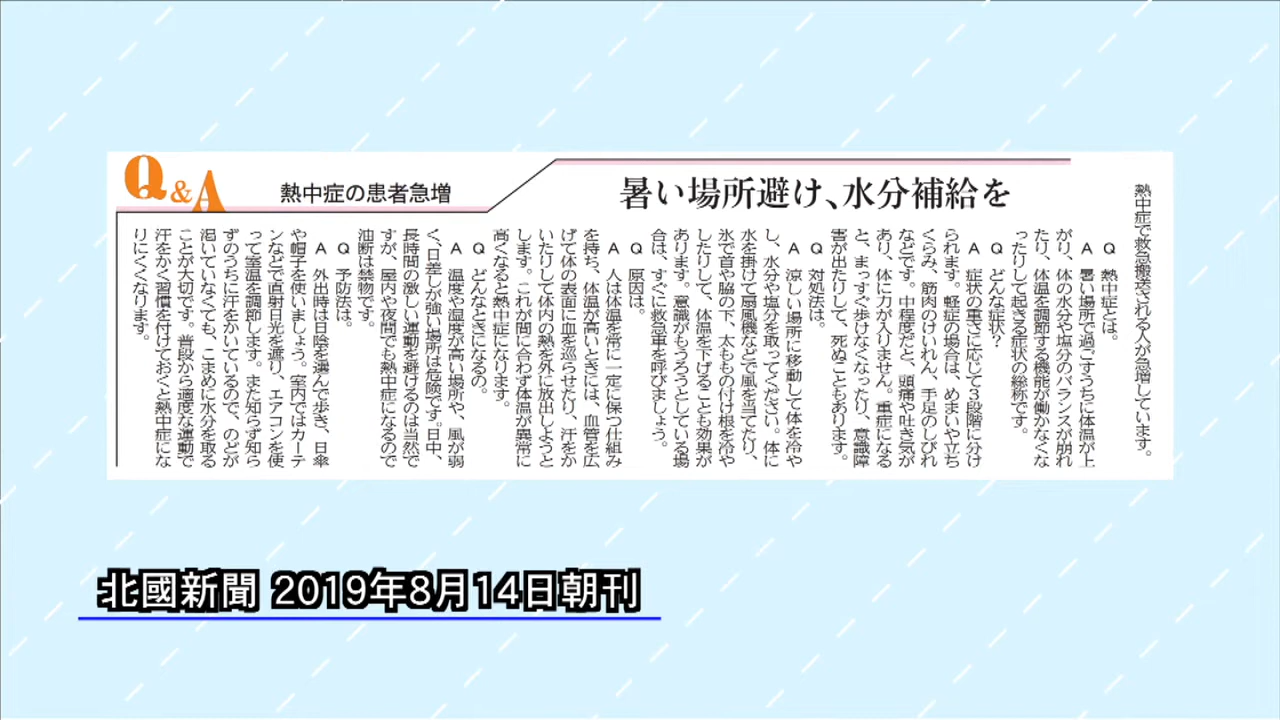 Q&A
熱中症の患者急増
暑い場所避け、水分補給を
熱中症で救急搬送される人が急増しています。
Q 熱中症とは。
A 暑い場所で過ごすうちに体温が上
がり、体の水分や塩分のバランスが崩れ
たり、体温を調節する機能が働かなくな
ったりして起きる症状の総称です。
Q どんな症状?
A 症状の重さに応じて3段階に分け
られます。軽症の場合は、めまいや立ち
くらみ、筋肉のけいれん、手足のしびれ
などです。中程度だと、頭痛や吐き気が
あり、体に力が入りません。重症になる
と、まっすぐ歩けなくなったり、意識障
害が出たりして、死ぬこともあります。
Q 対処法は。
A 涼しい場所に移動して体を冷や
し、水分や塩分を取ってください。体に
水を掛けて扇風機などで風を当てたり、
氷で首や脇の下、太もも付け根を冷や
したりして、体温を下げることも効果が
あります。意識がもうろうとしている場
合は、すぐに救急車を呼びましょう。
Q 原因は。
A 人は体温を常に一定に保つ仕組み
を持ち、体温が高いときには、血管を広
げて体の表面に血を巡らせたり、汗をか
いたりして体内の熱を外に放出しようと
します。これが間に合わず体温が異常に
高くなると熱中症になります。
Q どんなときになるの。
A 温度や湿度が高い場所や、風が弱
く、日差しが強い場所は危険です。日中、
長時間の激しい運動を避けるのは当然で
すが、屋内や夜間でも熱中症になるので
油断は禁物です。
Q 予防法は。
A 外出時は日陰を選んで歩き、日傘
や帽子を使いましょう。室内ではカーテ
ンなどで直射日光を遮り、エアコンを使
って室温を調節します。また知らず知ら
ずのうちに汗をかいているので、のどが
渇いていなくても、こまめに水分を取る
ことが大切です。普段から適度な運動で
汗をかく習慣を付けておくと熱中症にな
りにくくなります。
北國新聞 2019年8月14日朝刊